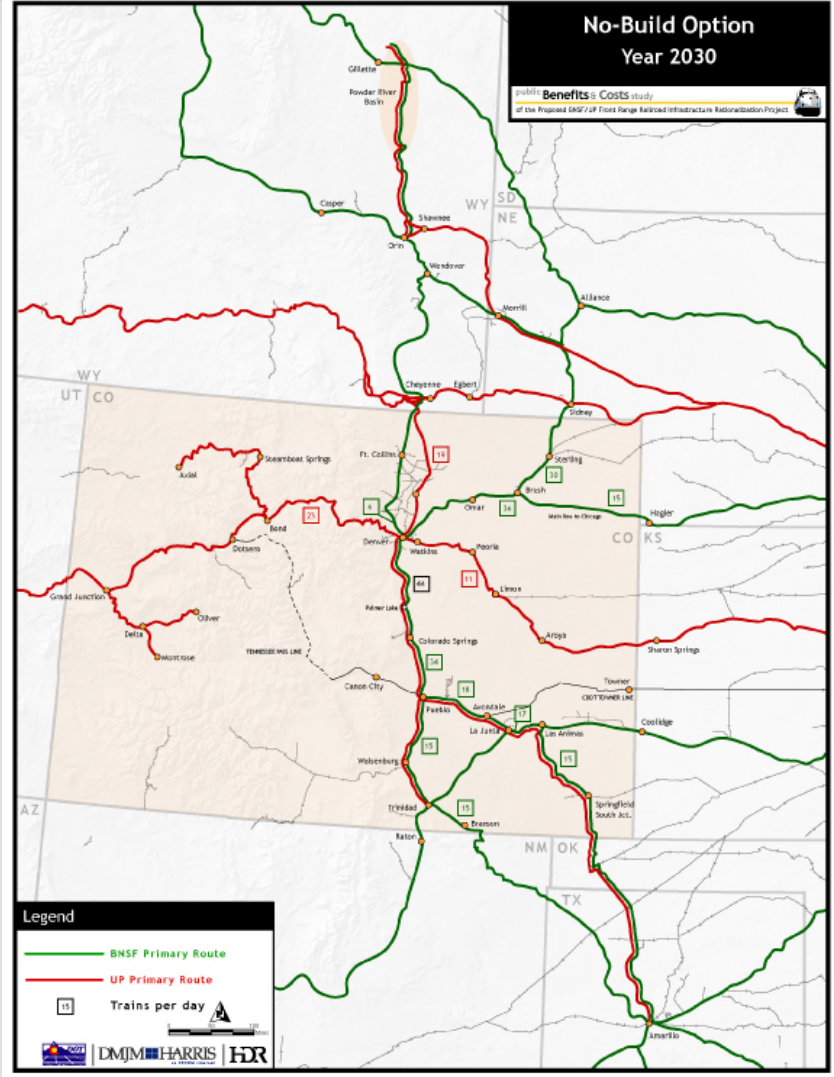 No-Build Option
Year 2030
public Benefits & Costs study
of the Proposed BNSF/UP Front Range Railroad Infrastructure Rationalization Project
Gillette
Powder River
Basin
WY
SD
NE
Casper
Shawnee
Orin
Wendover
Alliance
Morrill
WY
UT
CO
Cheyenne
Egbert
Sidney
Axial
Steamboat Springs
Ft. Collins
19
Sterling
30
Brush
15
6
Omar
36
Main line to Chicago
Hagler
23
Bond
Dotsero
Denver
Watkins
Peoria
CO
KS
11
Limon
44
Grand Junction
Palmer Lake
Oliver
Delta
Montrose
TENNESSEE PASS LINE
Colorado Springs
Aroya
Sharon Springs
34
Canon City
18
Towner
Pueblo
Avondale
17
La Junta
Las Animas
Coolidge
15
15
Walsenburg
Trinidad
15
Springfield
South Jct.
Branson
AZ
Raton
NM
OK
TX
Legend
BNSF Primary Route
UP Primary Route
15
Trains per day
DMJM HARRIS
HDR
Amarillo